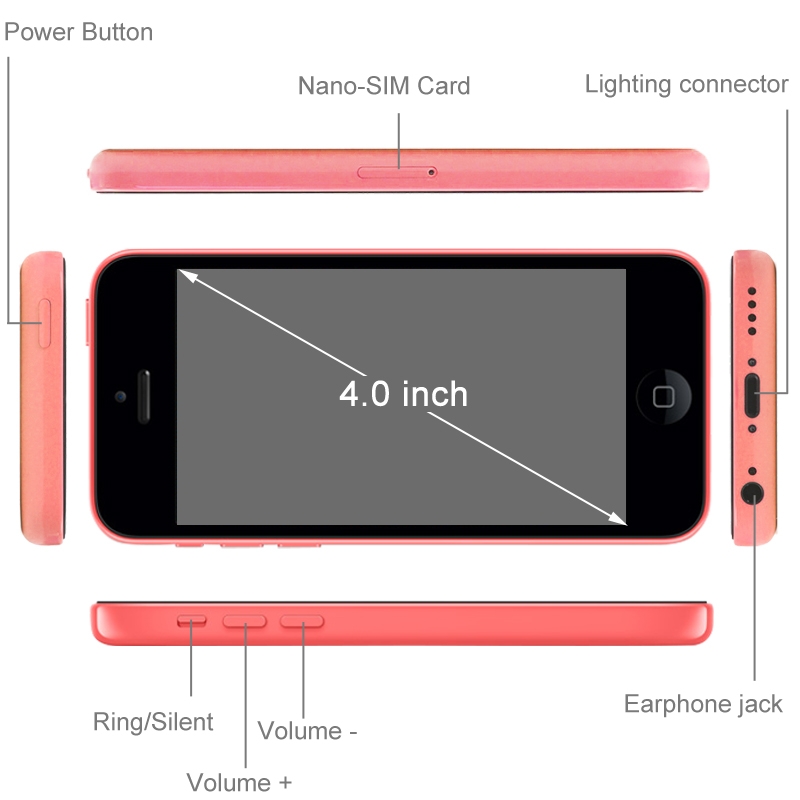 Power Button
Nano-SIM Card
Lighting connector
4.0 inch
Ring/Silent
Volume -
Volume +
Earphone jack